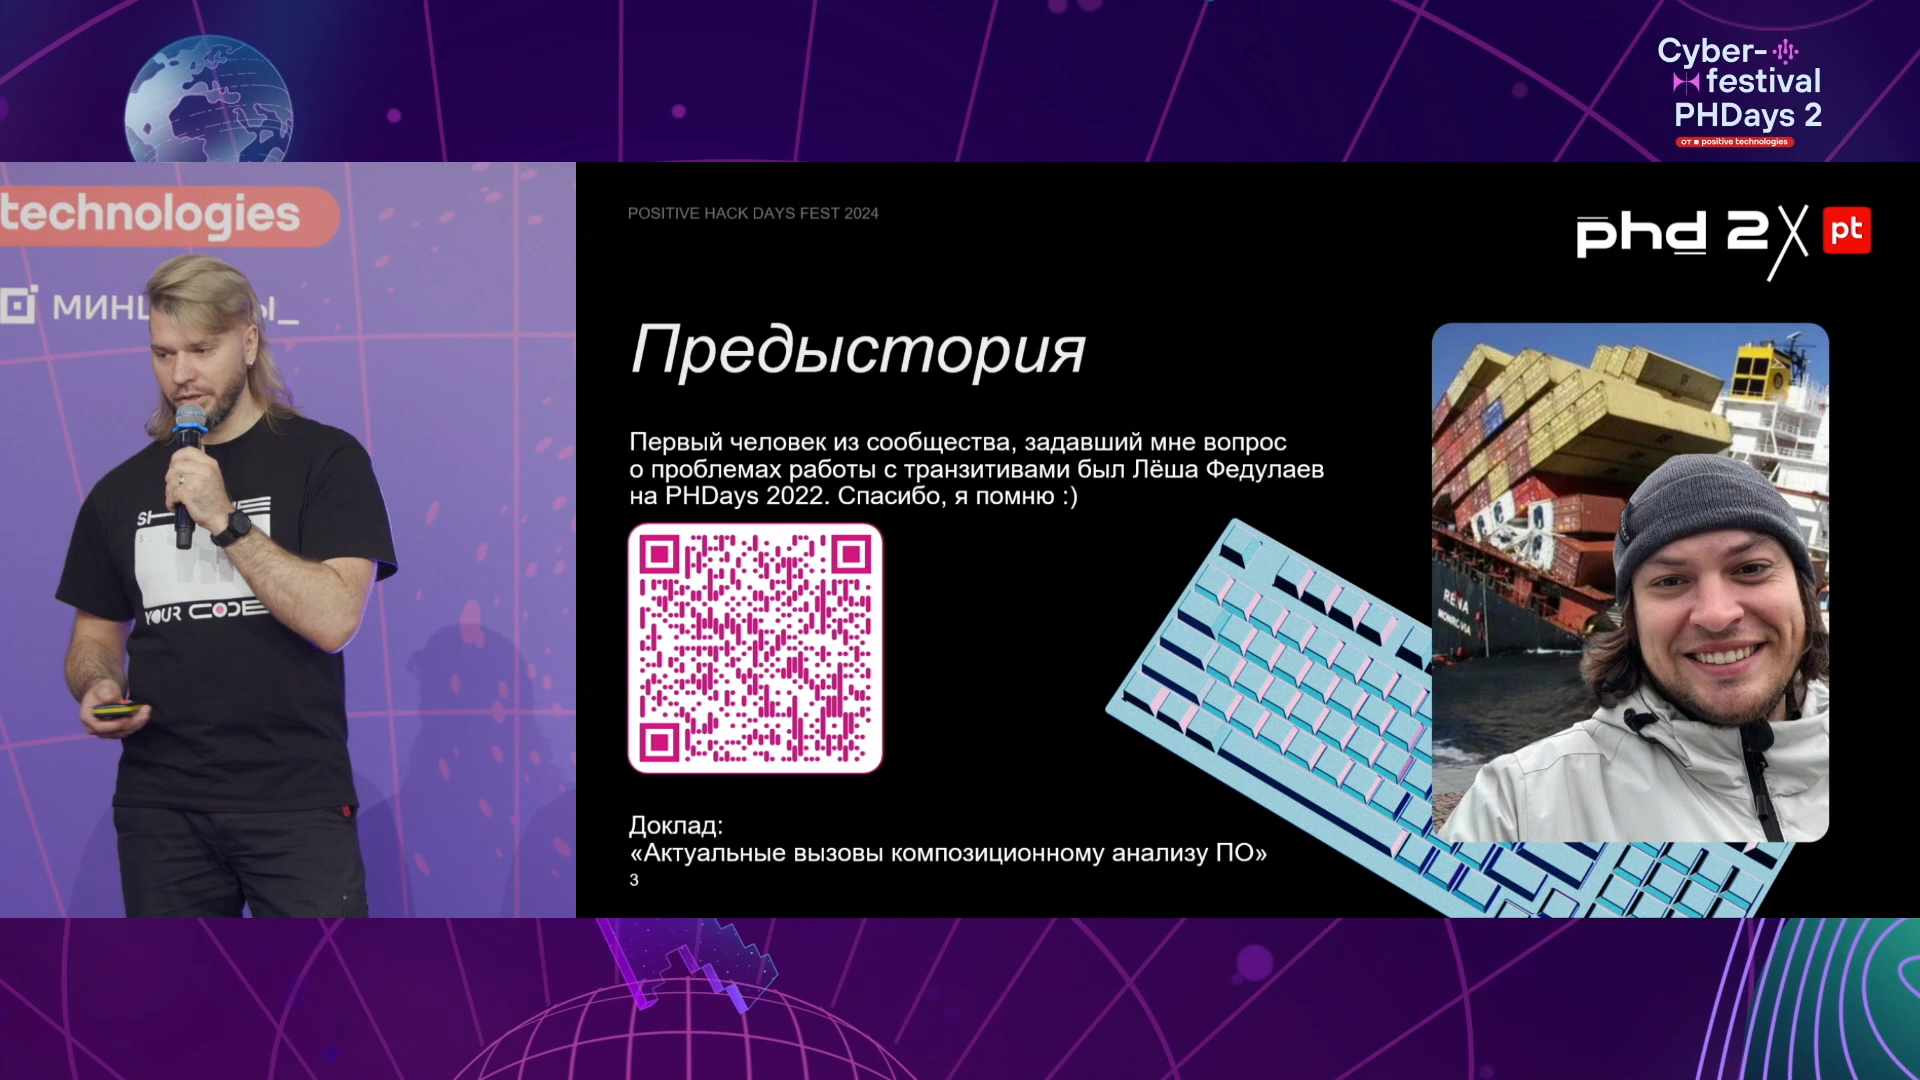 Cyber-
festival
PHDays 2
от positive technologies
technologies
POSITIVE HACK DAYS FEST 2024
phd 2
pt
Предыстория
Первый человек из сообщества, задавший мне вопрос
о проблемах работы с транзитивами был Лёша Федулаев
на PHDays 2022. Спасибо, я помню :)
YOUR CODE
RENA
MONROVIA
Доклад:
«Актуальные вызовы композиционному анализу ПО»
3